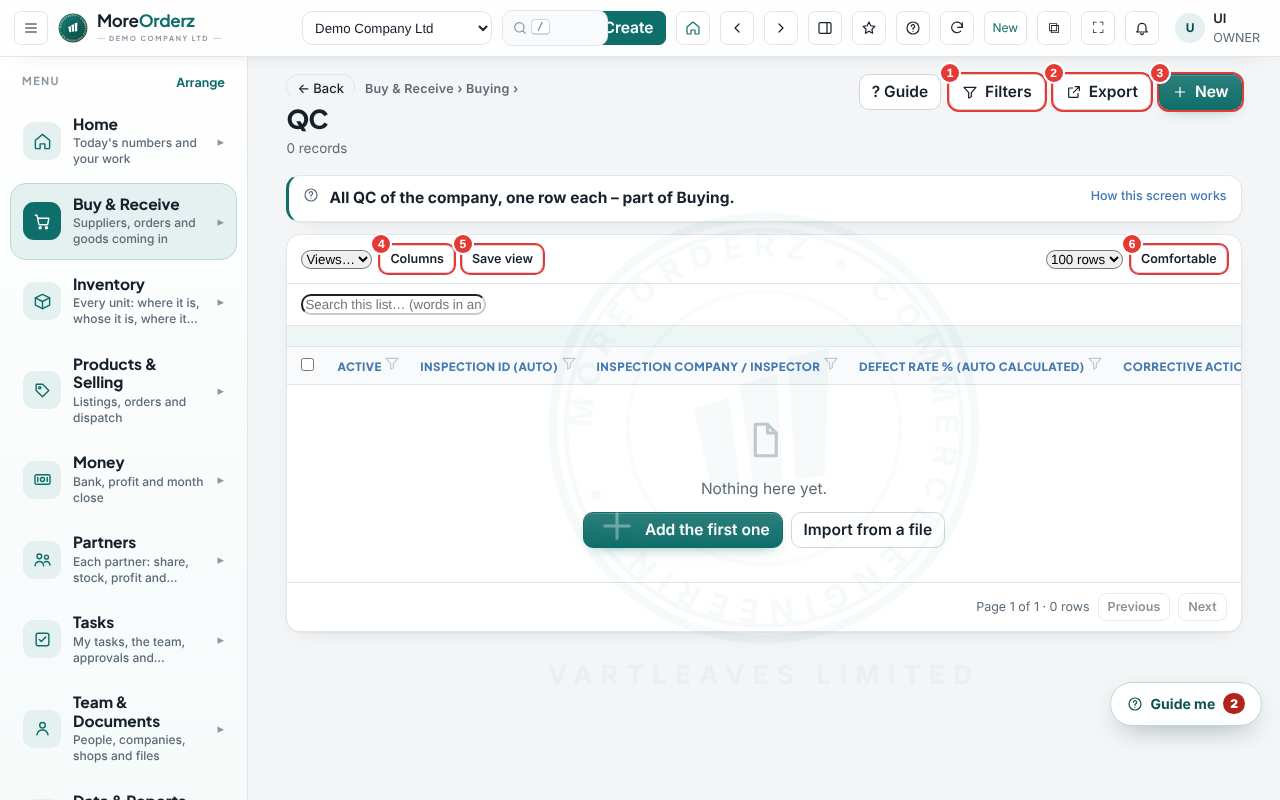 MoreOrderz
— DEMO COMPANY LTD —
Demo Company Ltd
/
Create
New
U
UI
OWNER
MENU
Arrange
Home
Today's numbers and
your work
Buy & Receive
Suppliers, orders and
goods coming in
Inventory
Every unit: where it is,
whose it is, where it...
Products &
Selling
Listings, orders and
dispatch
Money
Bank, profit and month
close
Partners
Each partner: share,
stock, profit and...
Tasks
My tasks, the team,
approvals and...
Team &
Documents
People, companies,
shops and files
← Back
Buy & Receive › Buying ›
? Guide
1
Filters
2
Export
3
+ New
QC
0 records
All QC of the company, one row each – part of Buying.
How this screen works
Views...
4
Columns
5
Save view
100 rows
6
Comfortable
Search this list... (words in an
ACTIVE
INSPECTION ID (AUTO)
INSPECTION COMPANY / INSPECTOR
DEFECT RATE % (AUTO CALCULATED)
CORRECTIVE ACTIO
Nothing here yet.
+ Add the first one
Import from a file
Page 1 of 1 · 0 rows
Previous
Next
MOREORDERZ • COMMERCE ENGINEERING •
VARTLEAVES LIMITED
Guide me
2